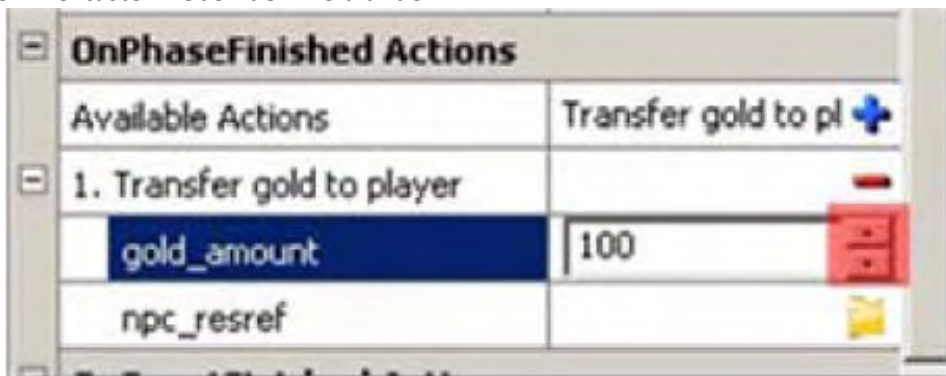 OnPhaseFinished Actions
Available Actions Transfer gold to pl
1. Transfer gold to player
gold_amount 100
npc_resref